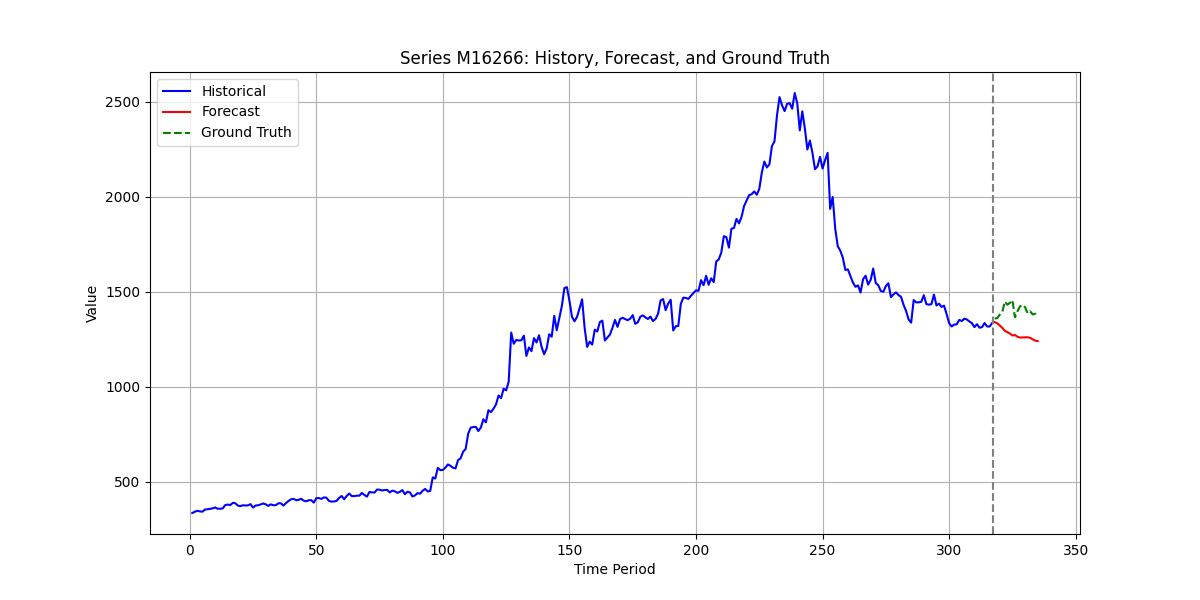 Series M16266: History, Forecast, and Ground Truth
Historical
Forecast
Ground Truth
2500
2000
1500
1000
500
Value
0 50 100 150 200 250 300 350
Time Period